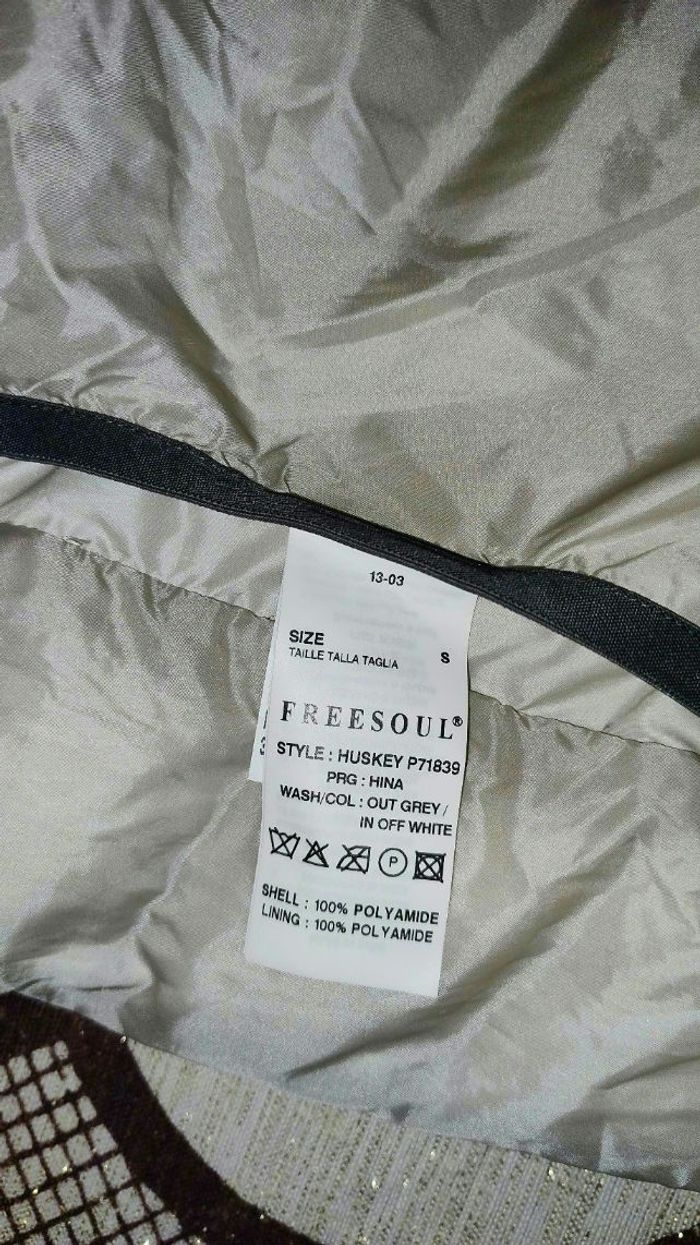 13-03
SIZE S
TAILLE TALLA TAGLIA
FREESOUL®
STYLE : HUSKEY P71839
PRG : HINA
WASH/COL : OUT GREY /
IN OFF WHITE
P
SHELL : 100% POLYAMIDE
LINING : 100% POLYAMIDE